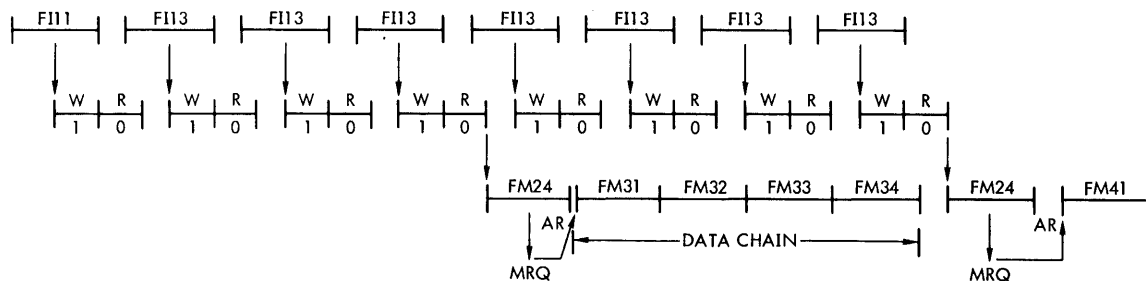 FI11 FI13 FI13 FI13 FI13 FI13 FI13 FI13
W R W R W R W R W R W R W R W R
1 0 1 0 1 0 1 0 1 0 1 0 1 0 1 0
FM24 FM31 FM32 FM33 FM34 FM24 FM41
AR AR
DATA CHAIN
MRQ MRQ